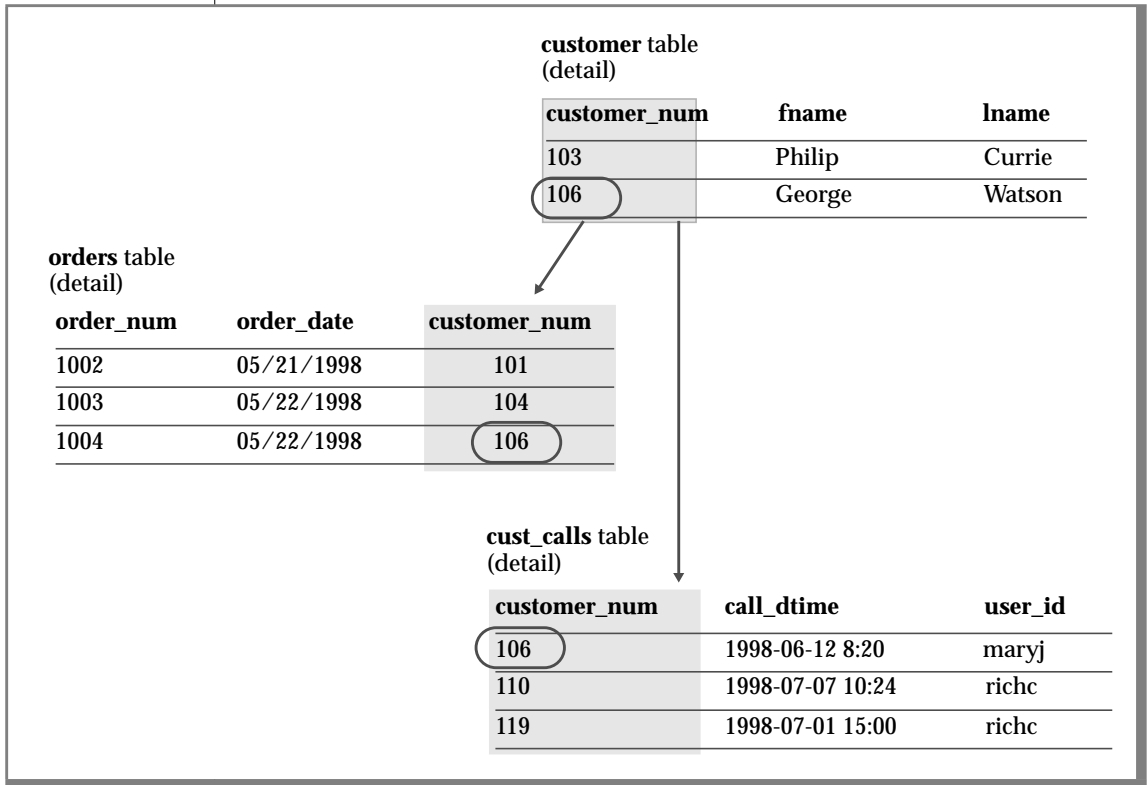 customer table
(detail)
customer_num fname lname
103 Philip Currie
106 George Watson
orders table
(detail)
order_num order_date customer_num
1002 05/21/1998 101
1003 05/22/1998 104
1004 05/22/1998 106
cust_calls table
(detail)
customer_num call_dtime user_id
106 1998-06-12 8:20 maryj
110 1998-07-07 10:24 richc
119 1998-07-01 15:00 richc